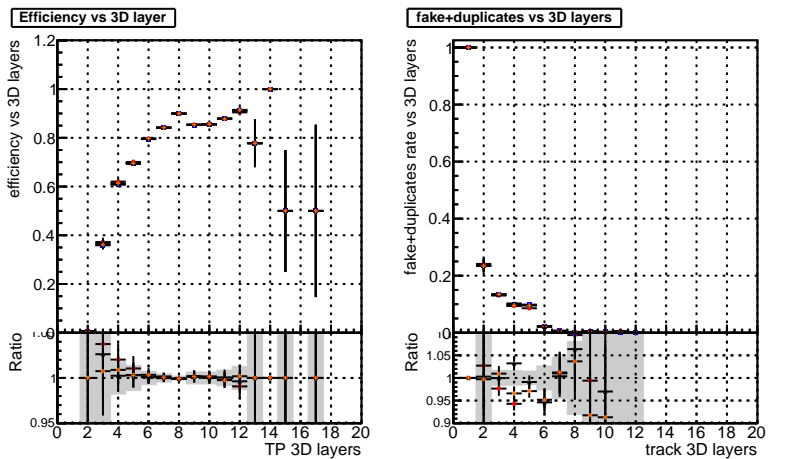 Efficiency vs 3D layer
efficiency vs 3D layers
1.2
1
0.8
0.6
0.4
0.2
0
Ratio
1
0.95
0 2 4 6 8 10 12 14 16 18 20
TP 3D layers
fake+duplicates vs 3D layers
fake+duplicates rate vs 3D layers
1
0.8
0.6
0.4
0.2
0
Ratio
1.05
1
0.95
0.9
0 2 4 6 8 10 12 14 16 18 20
track 3D layers